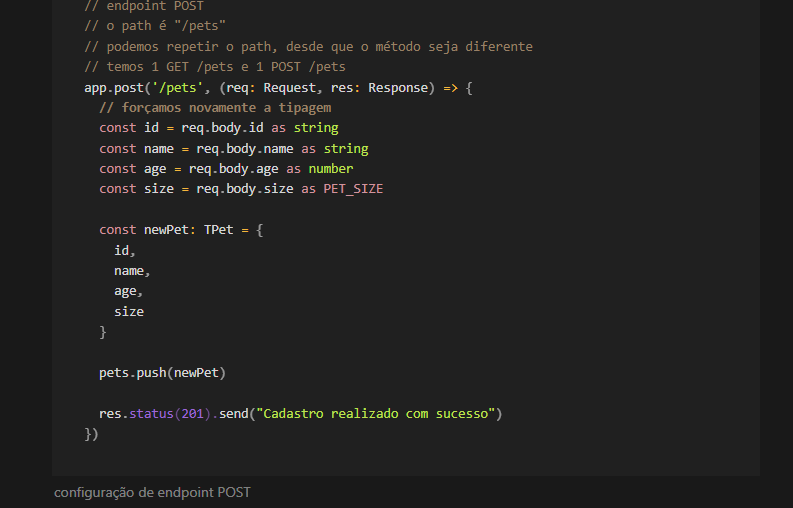 // endpoint POST
// o path é "/pets"
// podemos repetir o path, desde que o método seja diferente
// temos 1 GET /pets e 1 POST /pets
app.post('/pets', (req: Request, res: Response) => {
  // forçamos novamente a tipagem
  const id = req.body.id as string
  const name = req.body.name as string
  const age = req.body.age as number
  const size = req.body.size as PET_SIZE
  const newPet: TPet = {
    id,
    name,
    age,
    size
  }
  pets.push(newPet)
  res.status(201).send("Cadastro realizado com sucesso")
})
configuração de endpoint POST